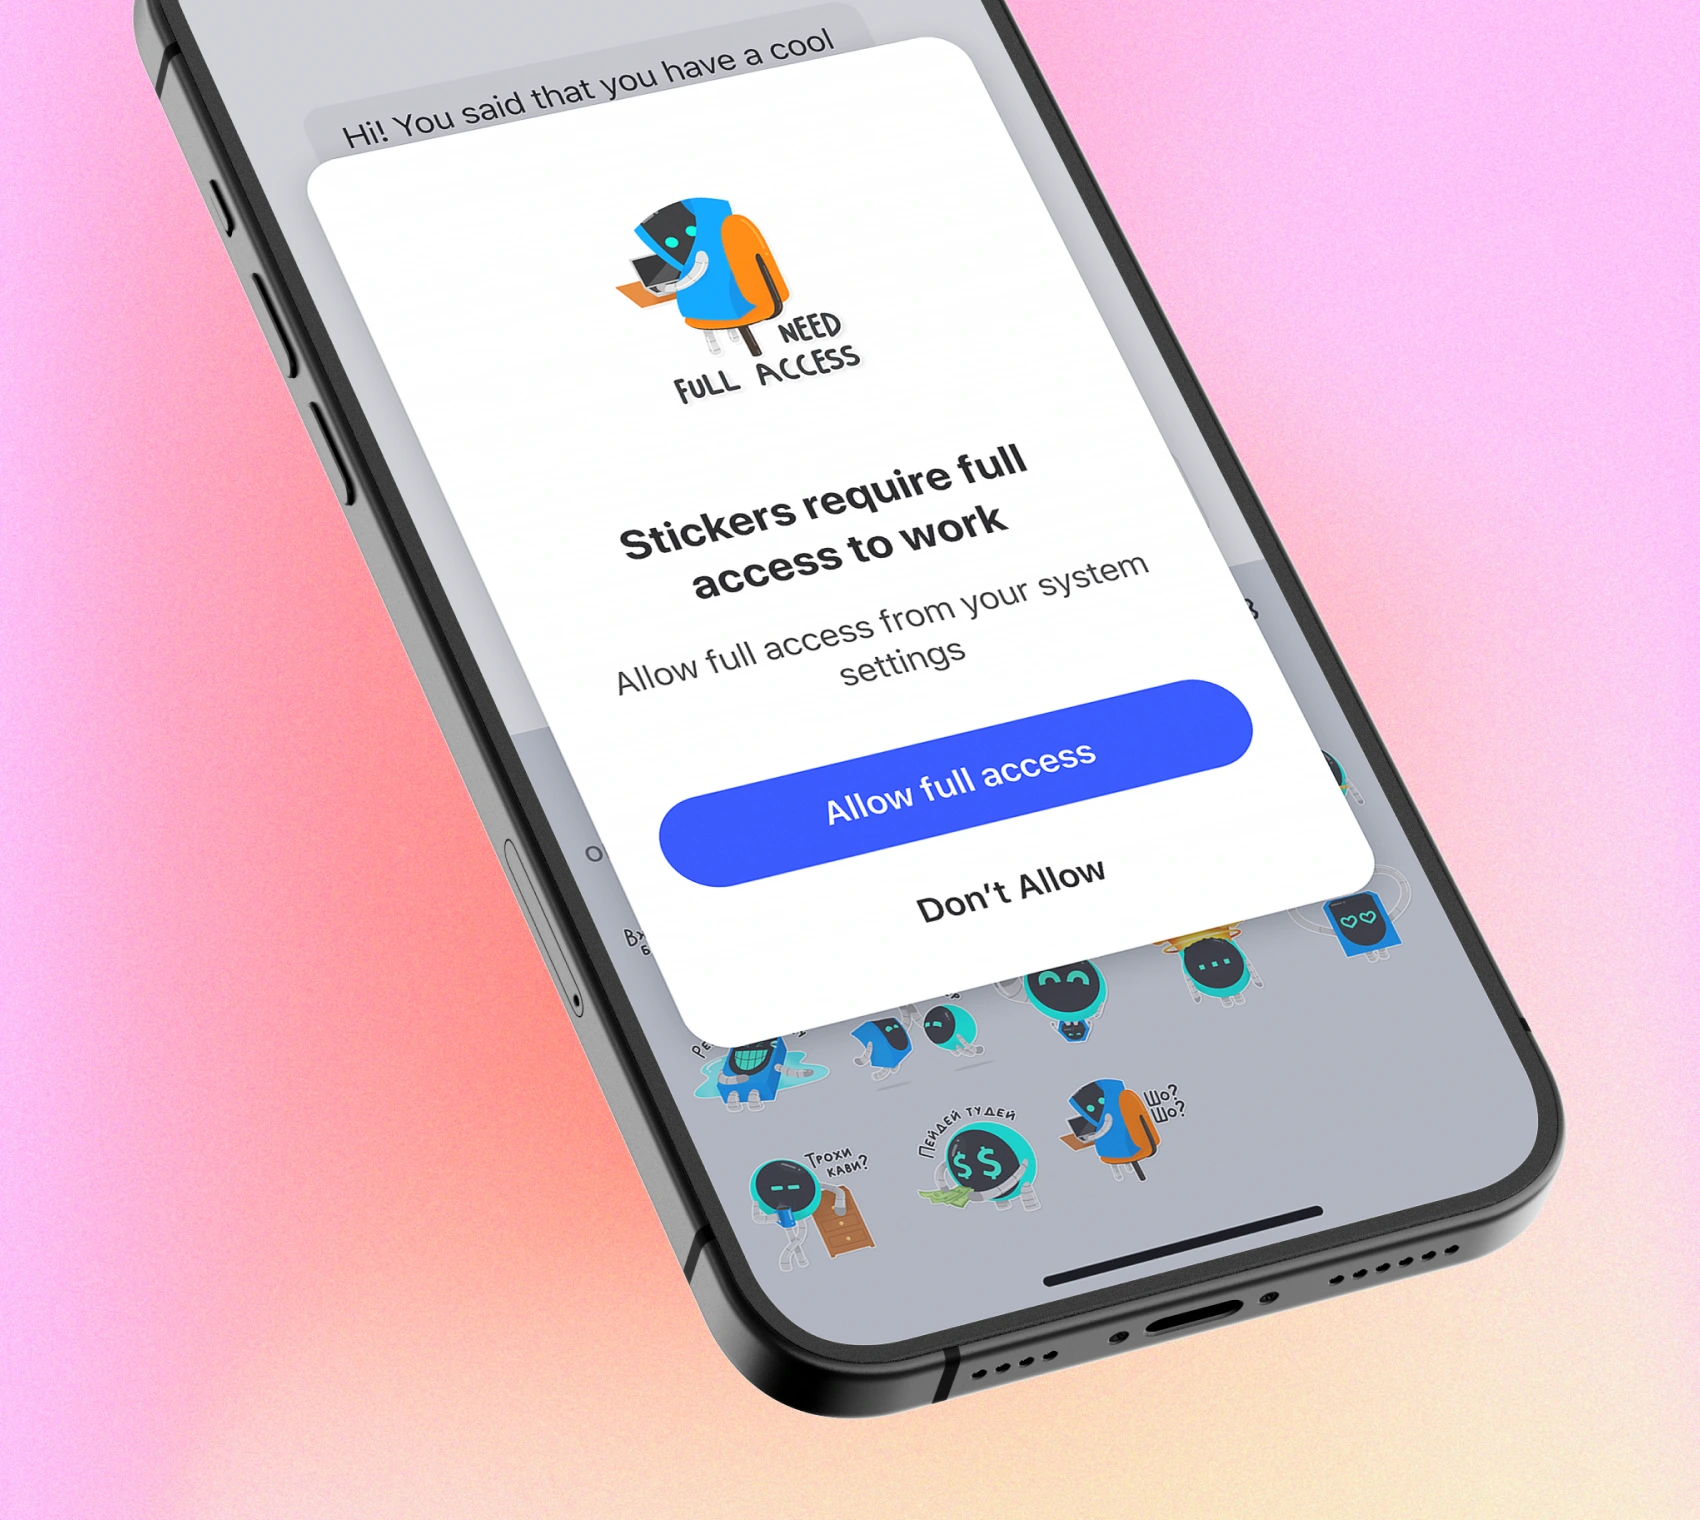 Hi! You said that you have a cool
NEED
FULL ACCESS
Stickers require full
access to work
Allow full access from your system
settings
Allow full access
Don't Allow
Шо?
Шо?
Пейдей тудей
Трохи
кави?